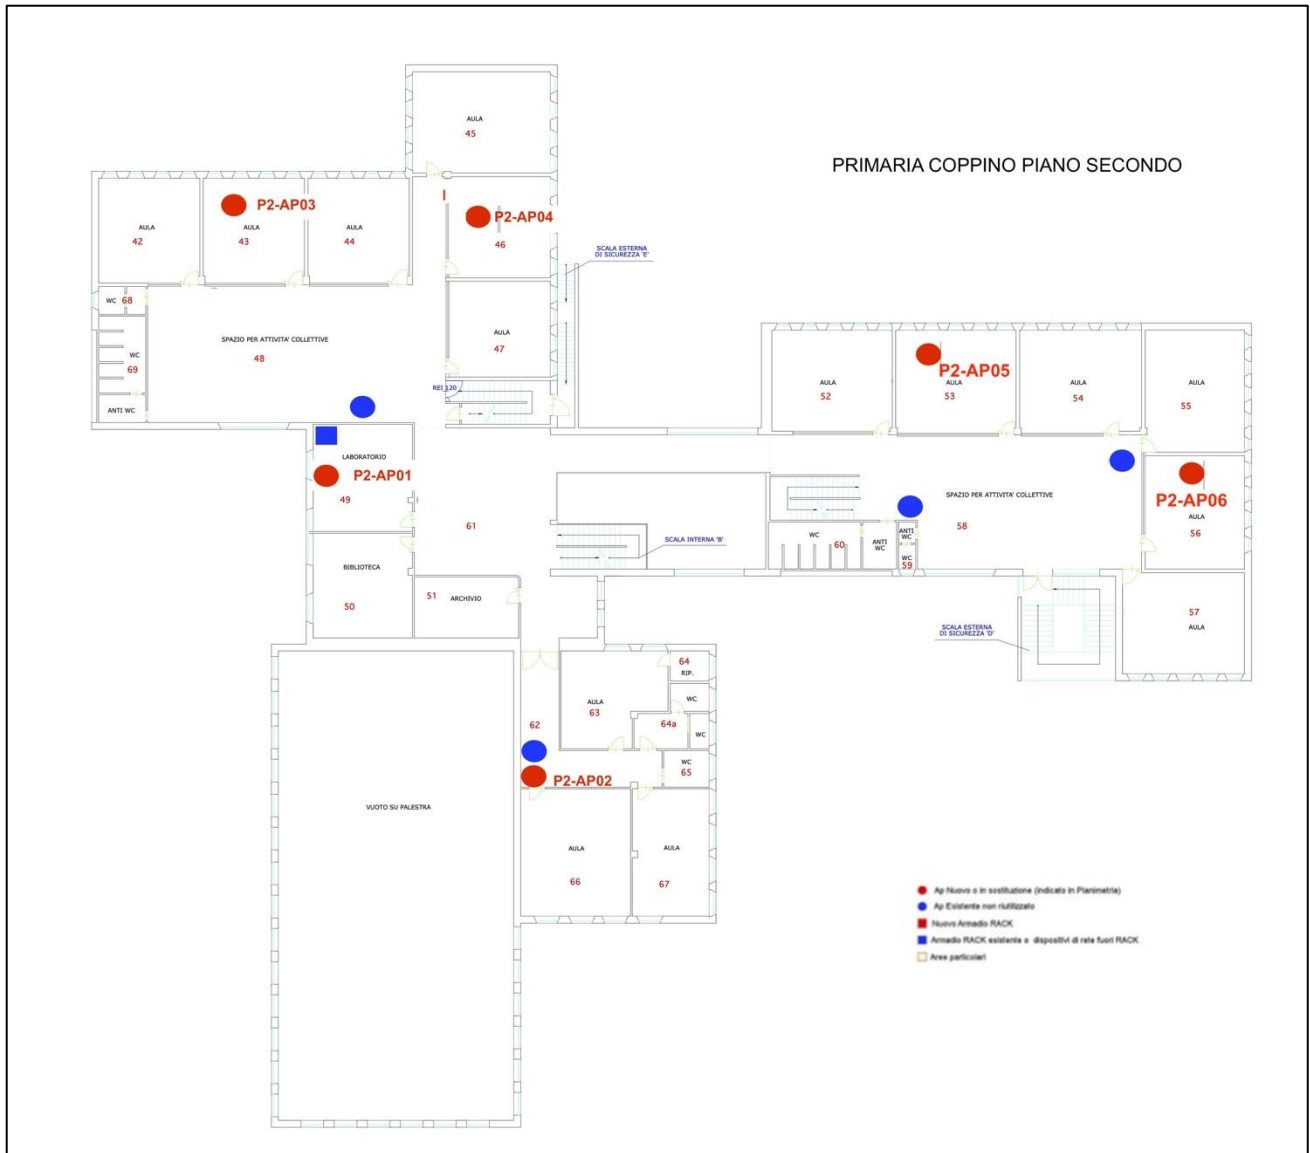 AULA
45
PRIMARIA COPPINO PIANO SECONDO
P2-AP03
P2-AP04
AULA
42
AULA
43
AULA
44
46
SCALA ESTERNA
DI SICUREZZA 'E'
WC 68
SPAZIO PER ATTIVITA' COLLETTIVE
48
AULA
47
WC
69
REI 120
ANTI WC
AULA
52
P2-AP05
AULA
53
AULA
54
AULA
55
LABORATORIO
P2-AP01
49
SPAZIO PER ATTIVITA' COLLETTIVE
58
P2-AP06
AULA
56
61
SCALA INTERNA 'B'
WC
60
ANTI
WC
ANTI
WC
WC
59
BIBLIOTECA
50
51
ARCHIVIO
57
AULA
SCALA ESTERNA
DI SICUREZZA 'D'
64
RIP.
WC
AULA
63
62
64a
WC
WC
65
P2-AP02
VUOTO SU PALESTRA
AULA
66
AULA
67
Ap Nuovo o in sostituzione (indicato in Planimetria)
Ap Esistente non riutilizzato
Nuovo Armadio RACK
Armadio RACK esistente o dispositivi di rete fuori RACK
Aree particolari